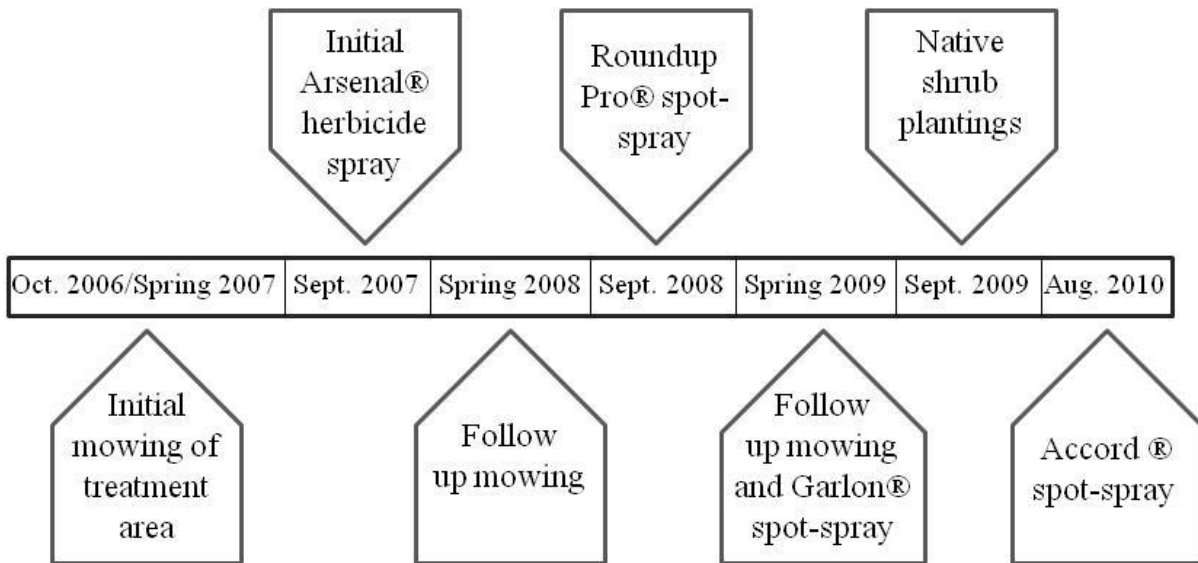 Initial
Arsenal®
herbicide
spray
Roundup
Pro® spot-
spray
Native
shrub
plantings
Oct. 2006/Spring 2007
Sept. 2007
Spring 2008
Sept. 2008
Spring 2009
Sept. 2009
Aug. 2010
Initial
mowing of
treatment
area
Follow
up mowing
Follow
up mowing
and Garlon®
spot-spray
Accord ®
spot-spray